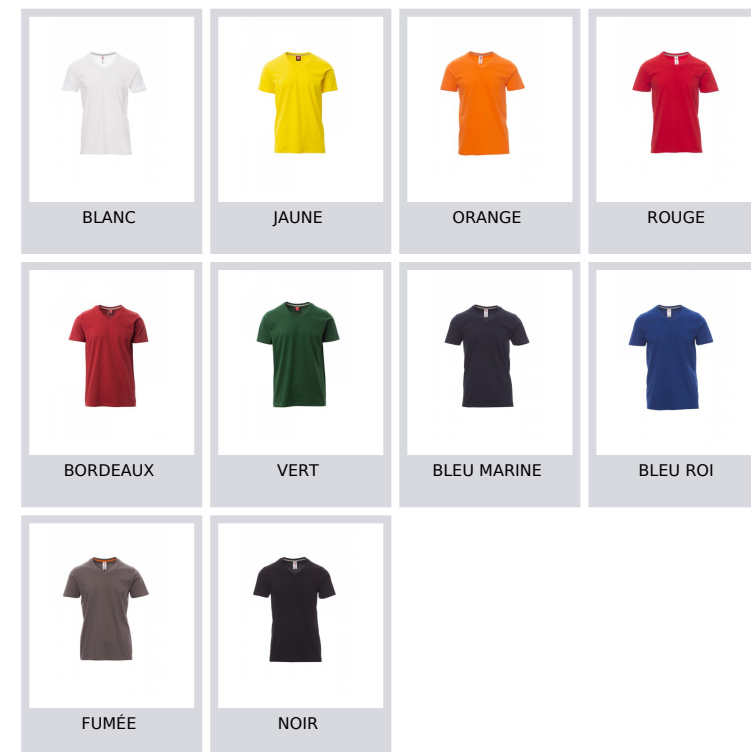 BLANC
JAUNE
ORANGE
ROUGE
BORDEAUX
VERT
BLEU MARINE
BLEU ROI
FUMÉE
NOIR